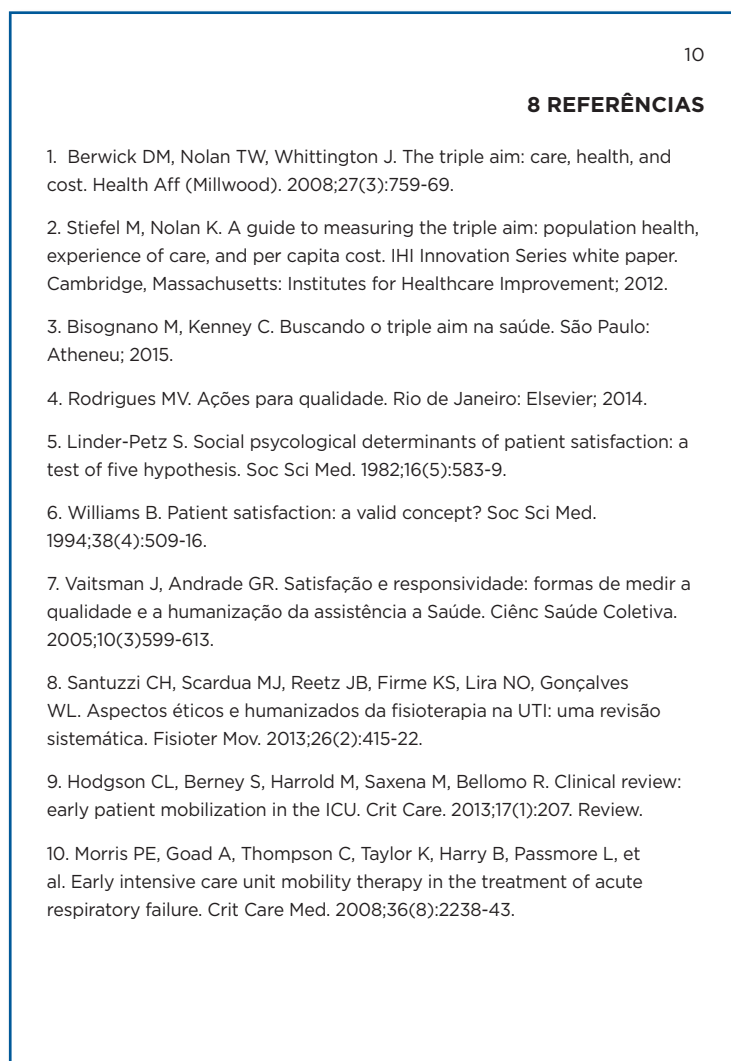 10
8 REFERÊNCIAS
1. Berwick DM, Nolan TW, Whittington J. The triple aim: care, health, and
cost. Health Aff (Millwood). 2008;27(3):759-69.
2. Stiefel M, Nolan K. A guide to measuring the triple aim: population health,
experience of care, and per capita cost. IHI Innovation Series white paper.
Cambridge, Massachusetts: Institutes for Healthcare Improvement; 2012.
3. Bisognano M, Kenney C. Buscando o triple aim na saúde. São Paulo:
Atheneu; 2015.
4. Rodrigues MV. Ações para qualidade. Rio de Janeiro: Elsevier; 2014.
5. Linder-Petz S. Social psycological determinants of patient satisfaction: a
test of five hypothesis. Soc Sci Med. 1982;16(5):583-9.
6. Williams B. Patient satisfaction: a valid concept? Soc Sci Med.
1994;38(4):509-16.
7. Vaitsman J, Andrade GR. Satisfação e responsividade: formas de medir a
qualidade e a humanização da assistência a Saúde. Ciênc Saúde Coletiva.
2005;10(3)599-613.
8. Santuzzi CH, Scardua MJ, Reetz JB, Firme KS, Lira NO, Gonçalves
WL. Aspectos éticos e humanizados da fisioterapia na UTI: uma revisão
sistemática. Fisioter Mov. 2013;26(2):415-22.
9. Hodgson CL, Berney S, Harrold M, Saxena M, Bellomo R. Clinical review:
early patient mobilization in the ICU. Crit Care. 2013;17(1):207. Review.
10. Morris PE, Goad A, Thompson C, Taylor K, Harry B, Passmore L, et
al. Early intensive care unit mobility therapy in the treatment of acute
respiratory failure. Crit Care Med. 2008;36(8):2238-43.